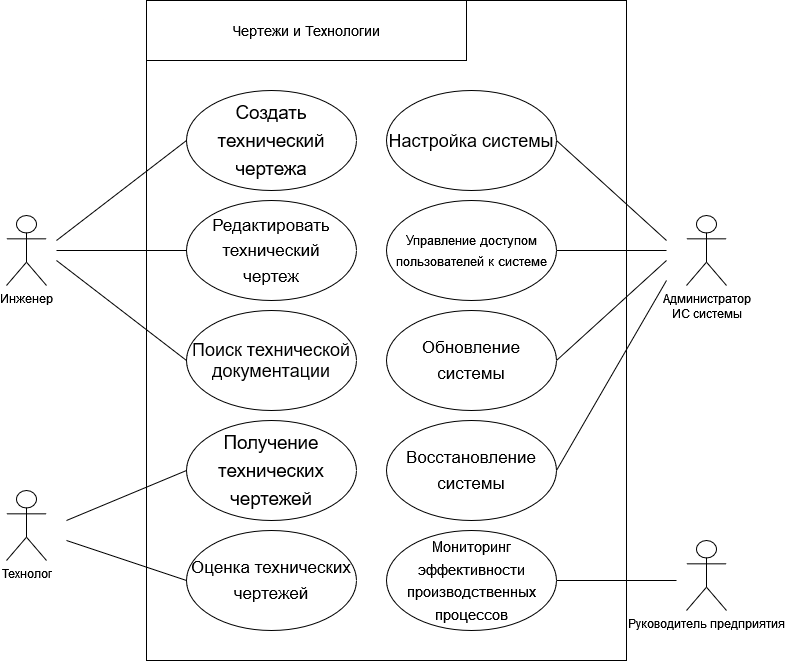 Чертежи и Технологии
Создать
технический
чертежа
Настройка системы
Редактировать
технический
чертеж
Управление доступом
пользователей к системе
Инженер
Администратор
ИС системы
Поиск технической
документации
Обновление
системы
Получение
технических
чертежей
Восстановление
системы
Технолог
Оценка технических
чертежей
Мониторинг
эффективности
производственных
процессов
Руководитель предприятия